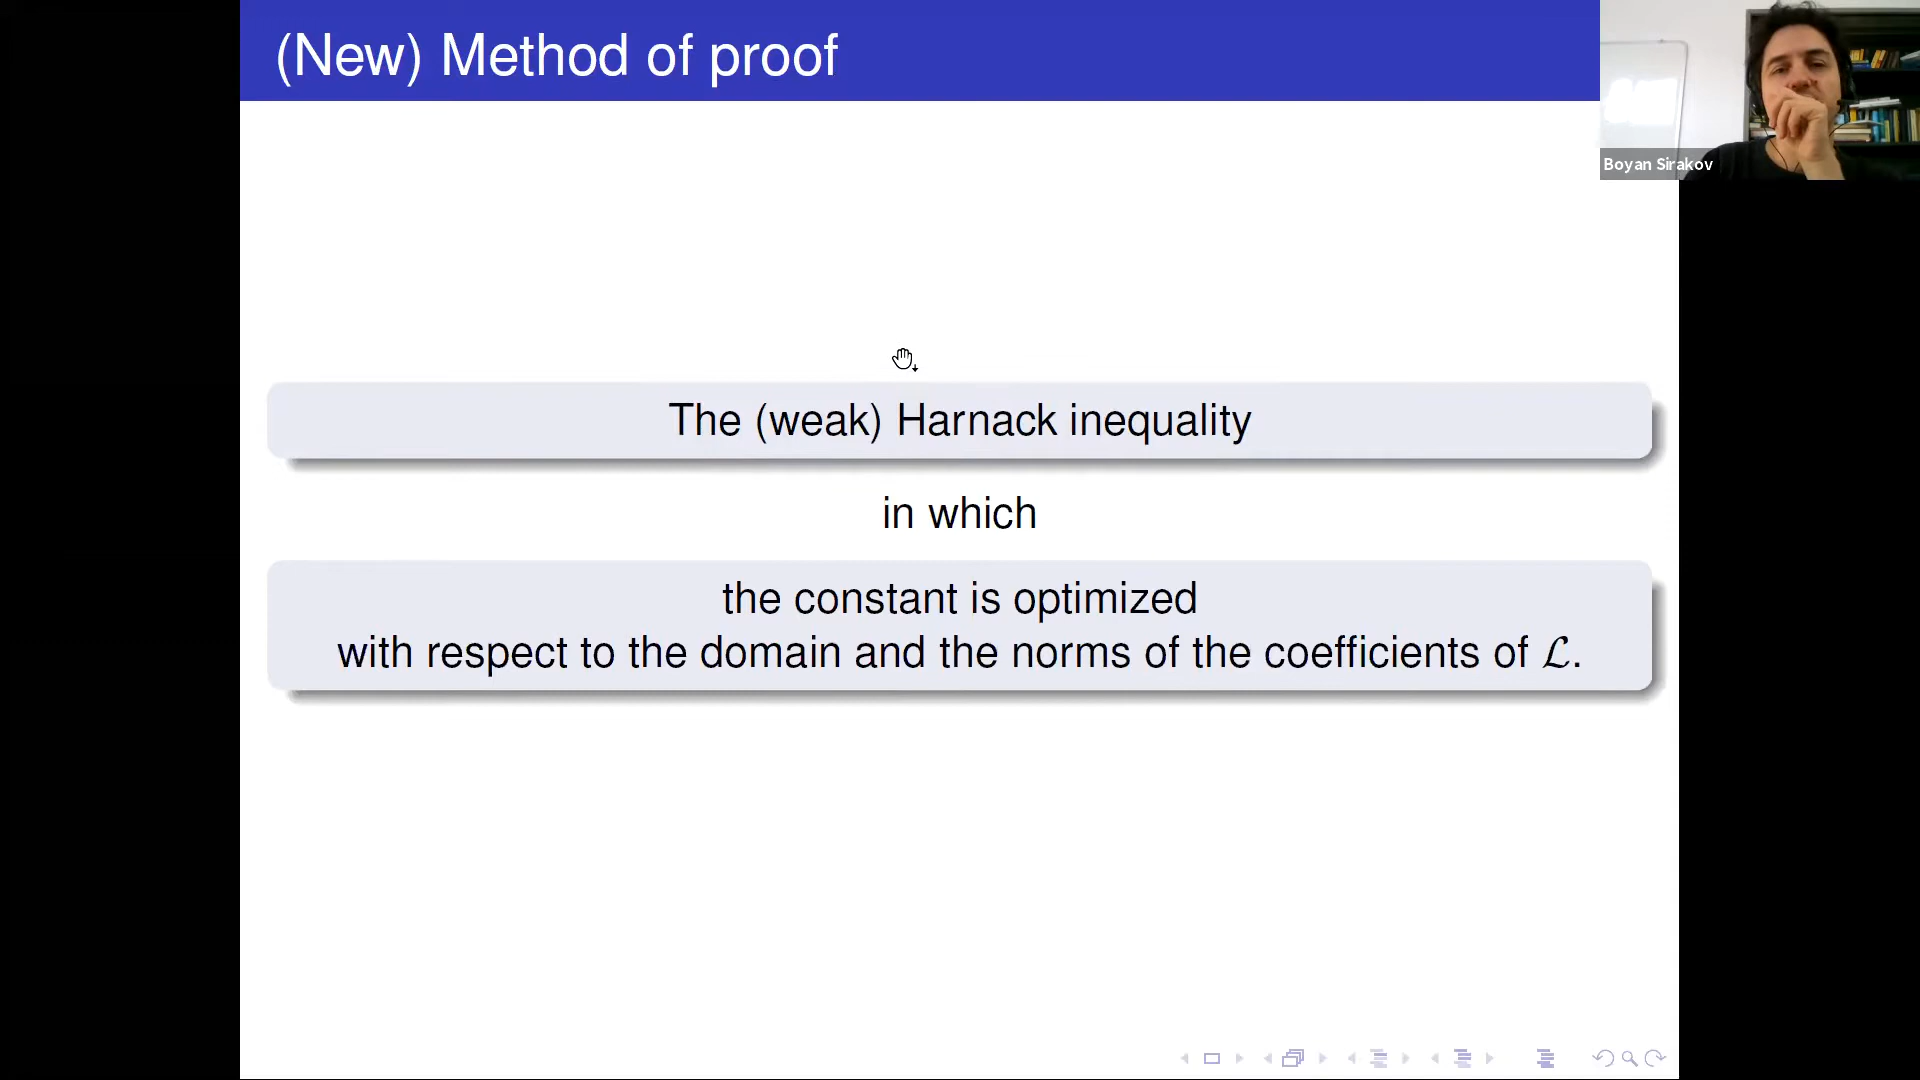 (New) Method of proof
Boyan Sirakov
The (weak) Harnack inequality
in which
the constant is optimized
with respect to the domain and the norms of the coefficients of ℒ.